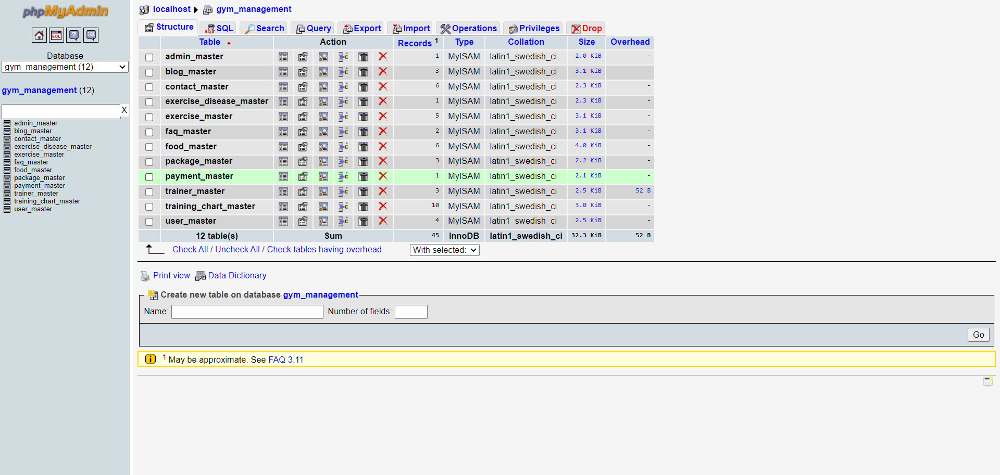 phpMyAdmin
Database
gym_management (12)
gym_management (12)
X
admin_master
blog_master
contact_master
exercise_disease_master
exercise_master
faq_master
food_master
package_master
payment_master
trainer_master
training_chart_master
user_master
localhost gym_management
Structure SQL Search Query Export Import Operations Privileges Drop
Table Action Records 1 Type Collation Size Overhead
admin_master 1 MyISAM latin1_swedish_ci 2.0 KiB -
blog_master 3 MyISAM latin1_swedish_ci 3.1 KiB -
contact_master 6 MyISAM latin1_swedish_ci 2.3 KiB -
exercise_disease_master 1 MyISAM latin1_swedish_ci 2.3 KiB -
exercise_master 5 MyISAM latin1_swedish_ci 3.1 KiB -
faq_master 2 MyISAM latin1_swedish_ci 3.1 KiB -
food_master 6 MyISAM latin1_swedish_ci 4.0 KiB -
package_master 3 MyISAM latin1_swedish_ci 2.2 KiB -
payment_master 1 MyISAM latin1_swedish_ci 2.1 KiB -
trainer_master 3 MyISAM latin1_swedish_ci 2.5 KiB 52 B
training_chart_master 10 MyISAM latin1_swedish_ci 3.0 KiB -
user_master 4 MyISAM latin1_swedish_ci 2.5 KiB -
12 table(s) Sum 45 InnoDB latin1_swedish_ci 32.3 KiB 52 B
Check All / Uncheck All / Check tables having overhead With selected:
Print view Data Dictionary
Create new table on database gym_management
Name: Number of fields:
Go
1 May be approximate. See FAQ 3.11